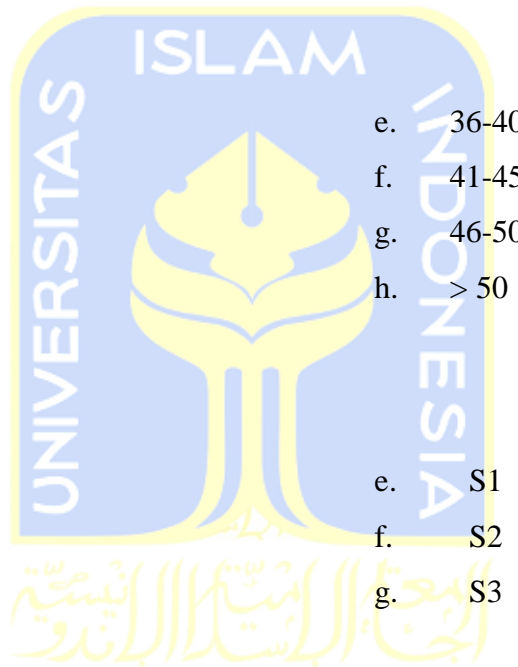 ISLAM
UNIVERSITAS
INDONESIA
e. 36-40
f. 41-45
g. 46-50
h. > 50
e. S1
f. S2
g. S3